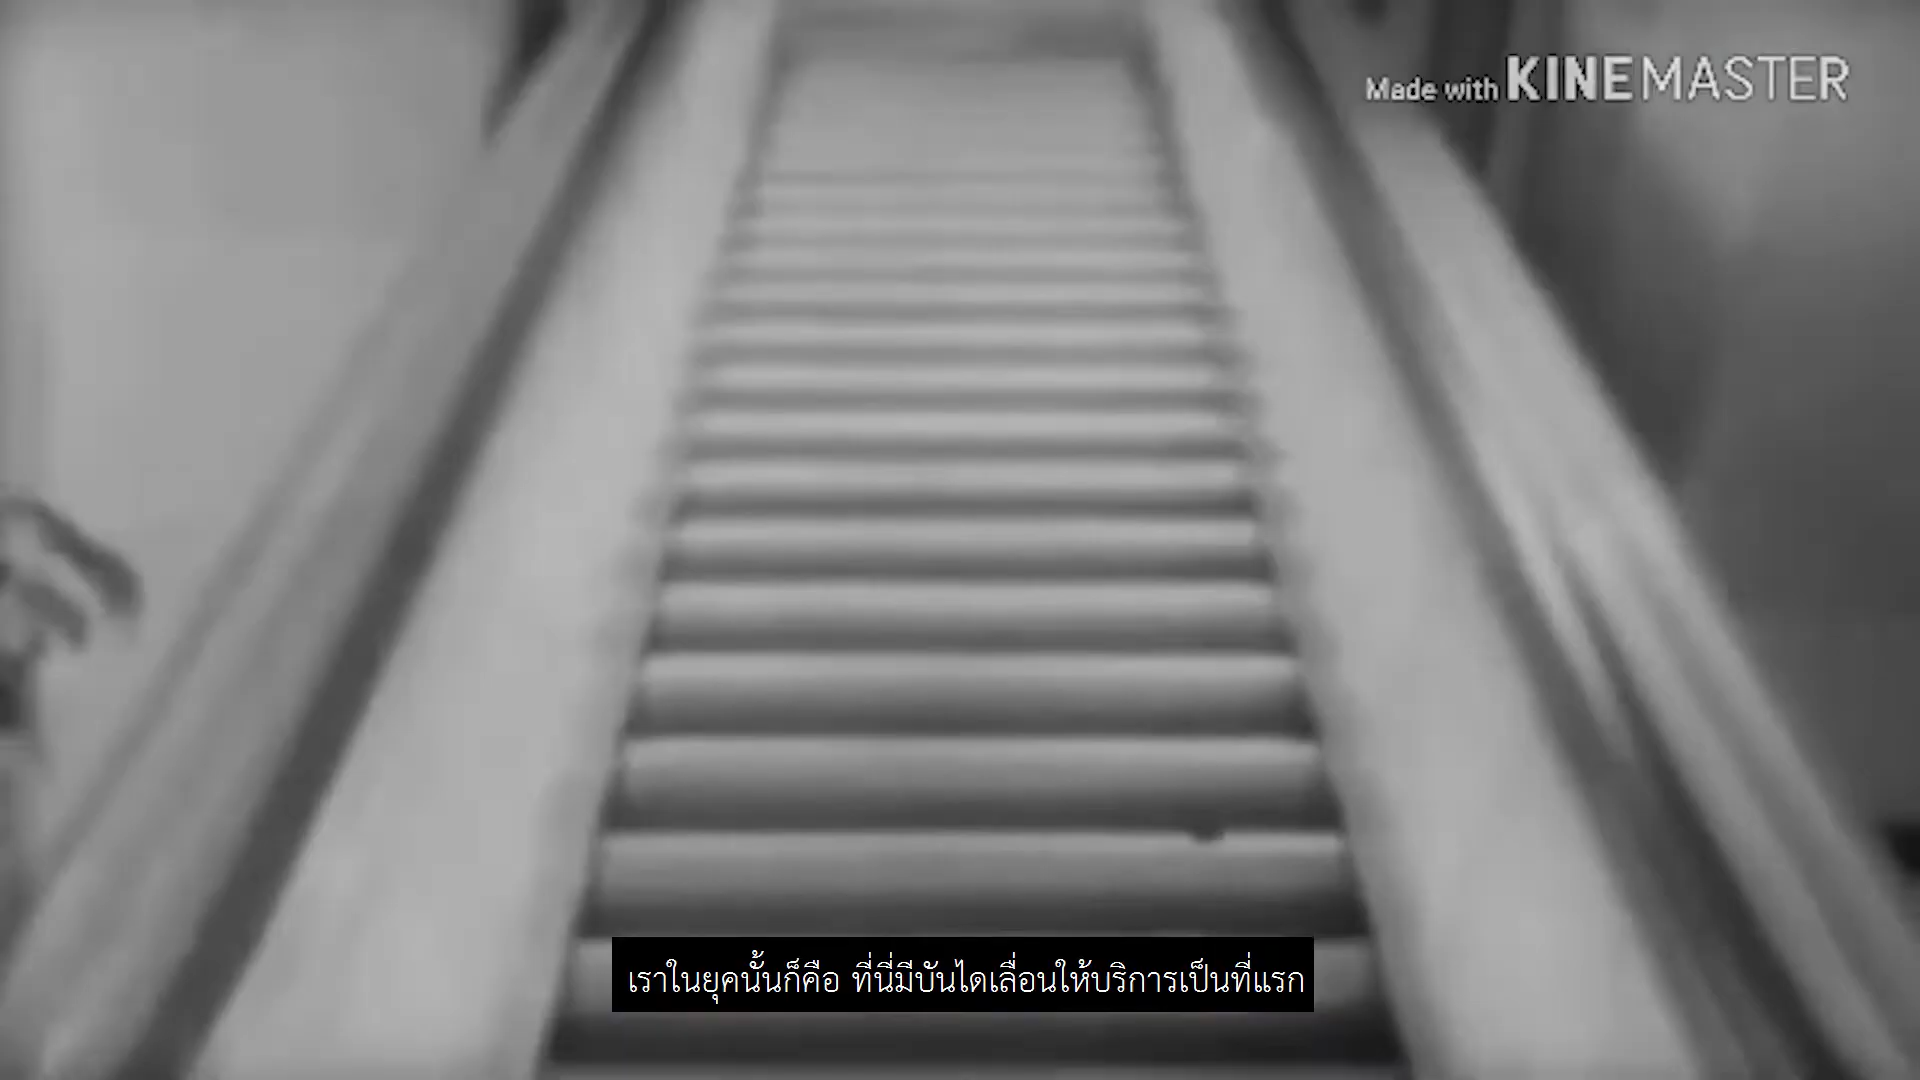 Made with KINEMASTER
เราในยุคนั้นก็คือ ที่นี่มีบันไดเลื่อนให้บริการเป็นที่แรก